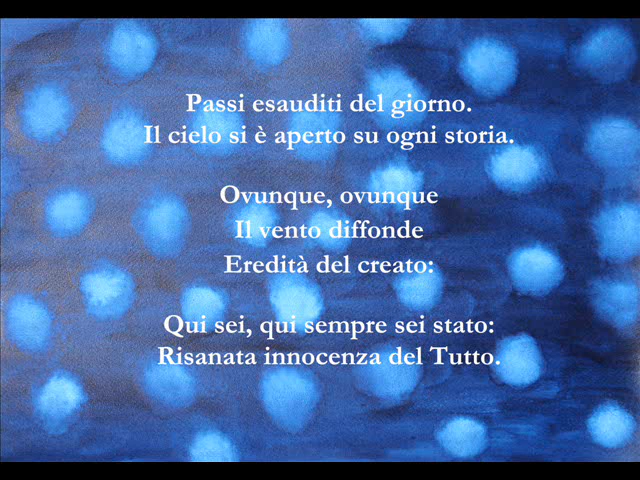 Passi esauditi del giorno.
Il cielo si è aperto su ogni storia.
Ovunque, ovunque
Il vento diffonde
Eredità del creato:
Qui sei, qui sempre sei stato:
Risanata innocenza del Tutto.